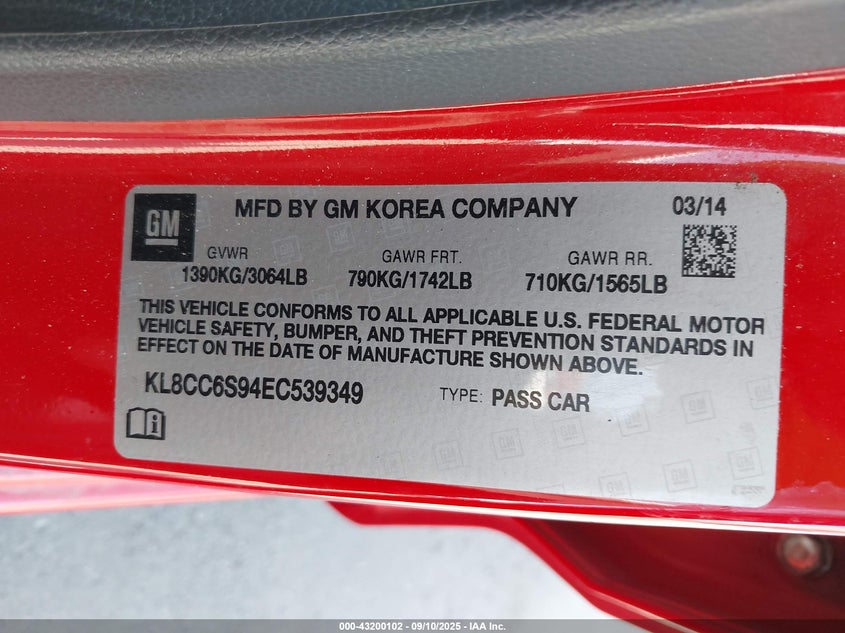 GM MFD BY GM KOREA COMPANY 03/14
GVWR GAWR FRT. GAWR RR.
1390KG/3064LB 790KG/1742LB 710KG/1565LB
THIS VEHICLE CONFORMS TO ALL APPLICABLE U.S. FEDERAL MOTOR
VEHICLE SAFETY, BUMPER, AND THEFT PREVENTION STANDARDS IN
EFFECT ON THE DATE OF MANUFACTURE SHOWN ABOVE.
KL8CC6S94EC539349 TYPE: PASS CAR
000-43200102 - 09/10/2025 - IAA Inc.